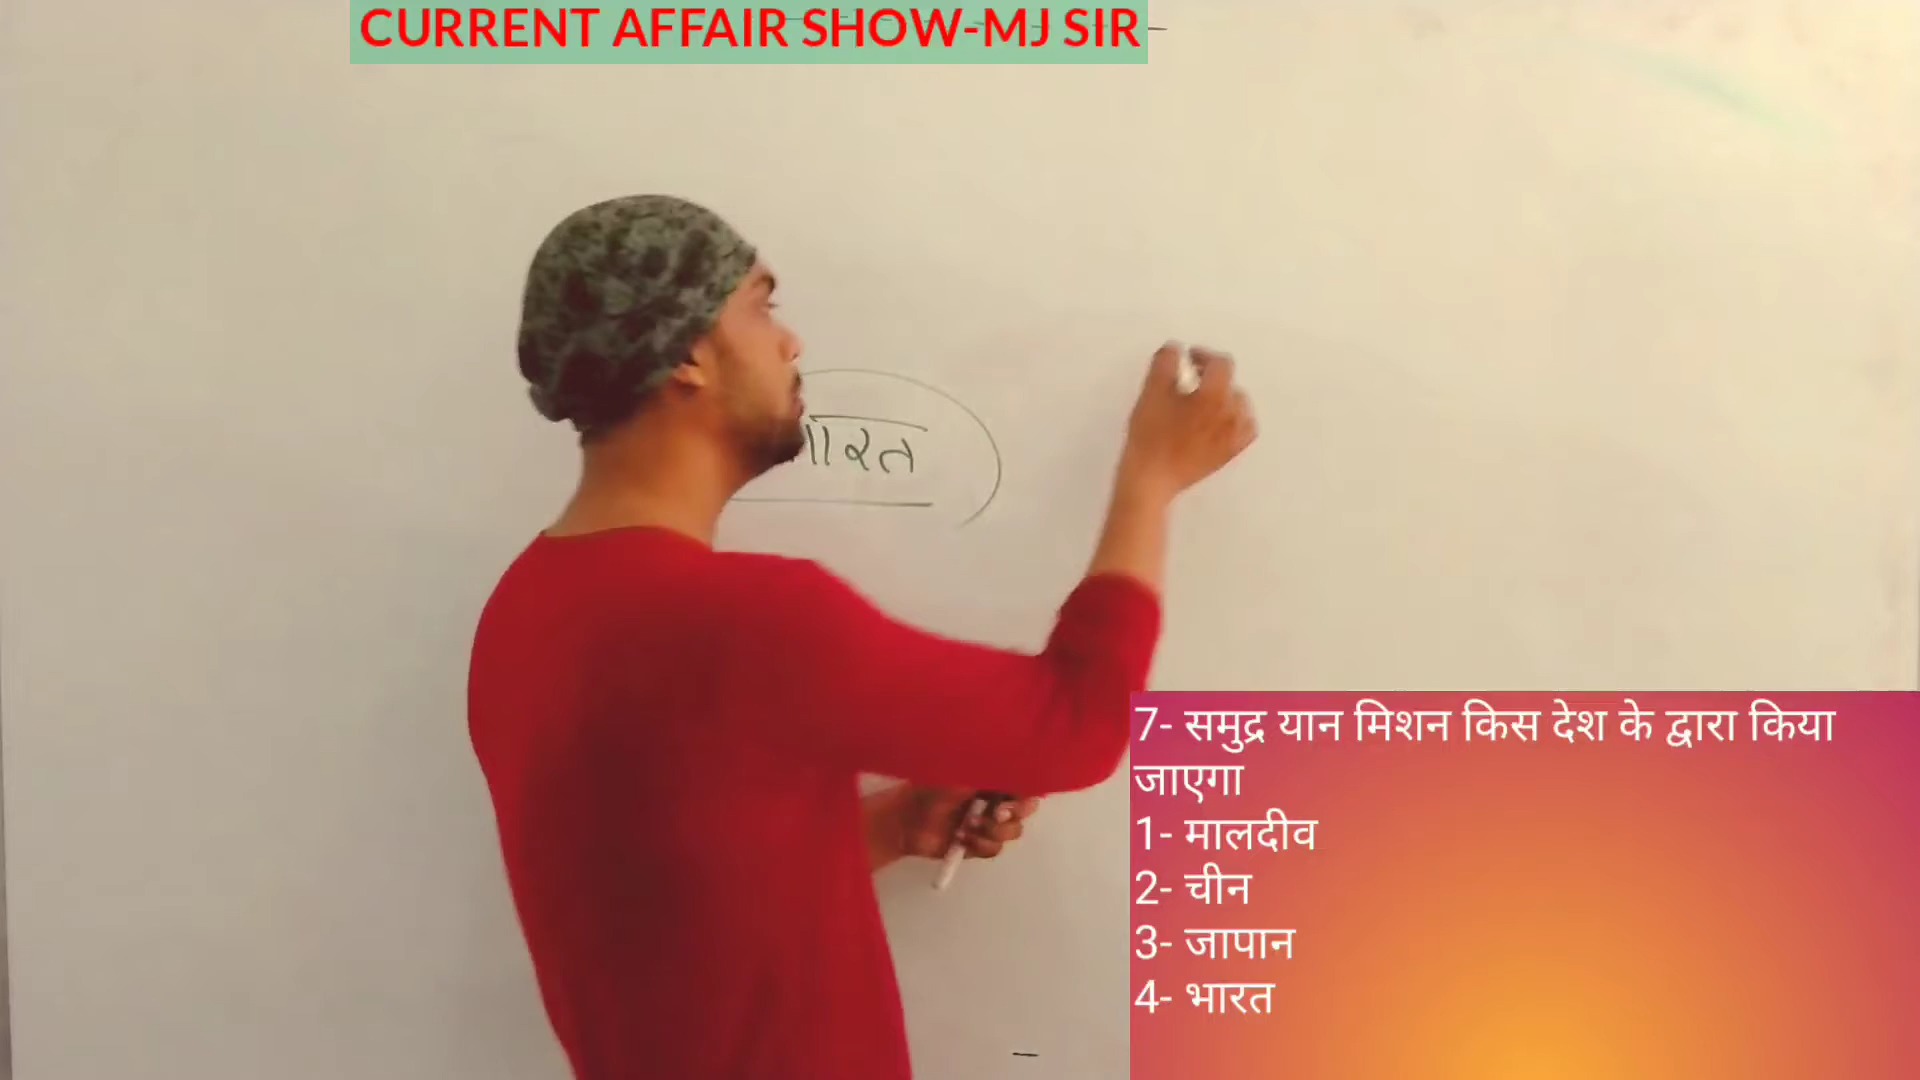 CURRENT AFFAIR SHOW-MJ SIR
7- समुद्र यान मिशन किस देश के द्वारा किया
जाएगा
1- मालदीव
2- चीन
3- जापान
4- भारत